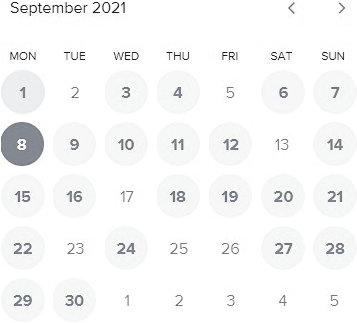 September 2021
MON TUE WED THU FRI SAT SUN
1 2 3 4 5 6 7
8 9 10 11 12 13 14
15 16 17 18 19 20 21
22 23 24 25 26 27 28
29 30 1 2 3 4 5